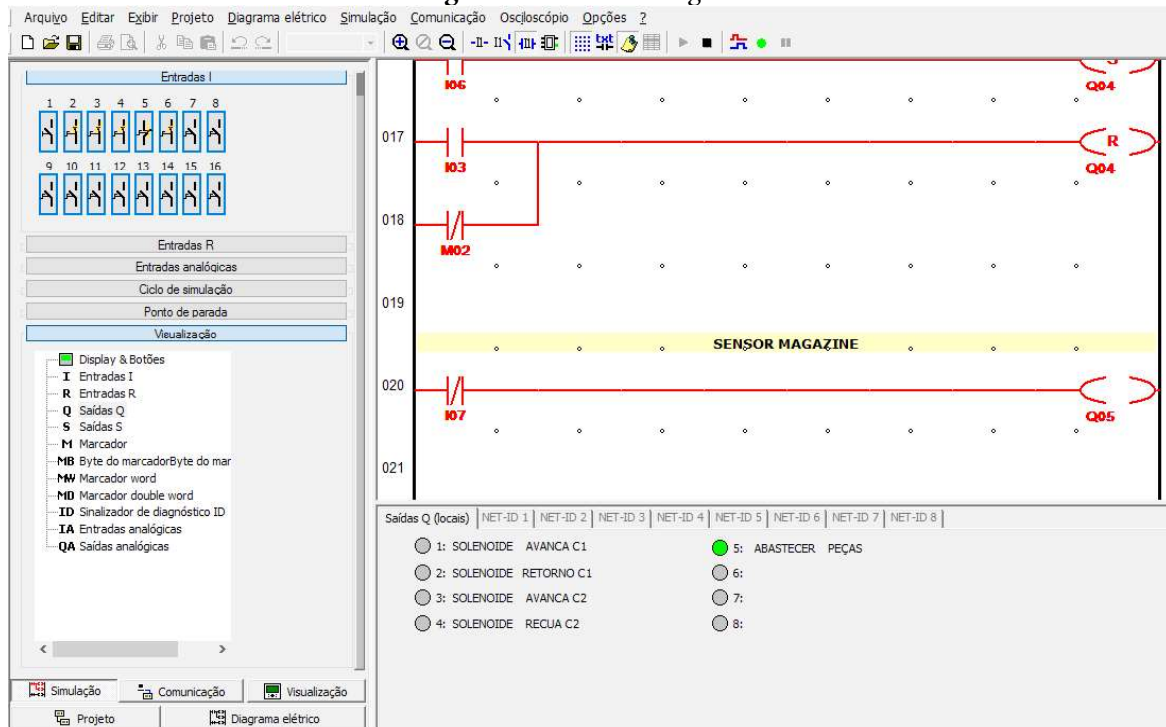 Arquivo Editar Exibir Projeto Diagrama elétrico Simulação Comunicação Osciloscópio Opções ?
Entradas I
1 2 3 4 5 6 7 8
9 10 11 12 13 14 15 16
Entradas R
Entradas analógicas
Ciclo de simulação
Ponto de parada
Visualização
Display & Botões
I Entradas I
R Entradas R
Q Saídas Q
S Saídas S
M Marcador
MB Byte do marcadorByte do mar
MW Marcador word
MD Marcador double word
ID Sinalizador de diagnóstico ID
IA Entradas analógicas
QA Saídas analógicas
Simulação Comunicação Visualização
Projeto Diagrama elétrico
S
I06 Q04
017 R
I03 Q04
018
M02
019
SENSOR MAGAZINE
020
I07 Q05
021
Saídas Q (locais) NET-ID 1 NET-ID 2 NET-ID 3 NET-ID 4 NET-ID 5 NET-ID 6 NET-ID 7 NET-ID 8
1: SOLENOIDE AVANCA C1 5: ABASTECER PEÇAS
2: SOLENOIDE RETORNO C1 6:
3: SOLENOIDE AVANCA C2 7:
4: SOLENOIDE RECUA C2 8: